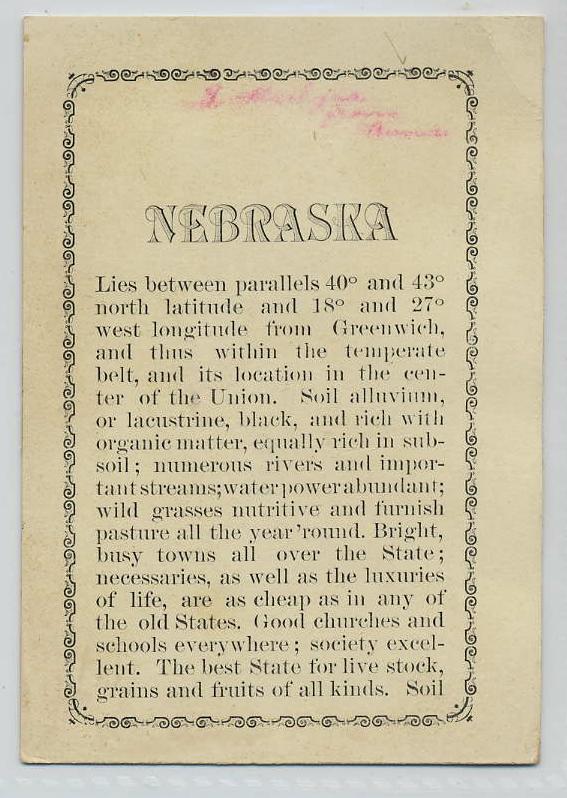 NEBRASKA
Lies between parallels 40° and 43°
north latitude and 18° and 27°
west longitude from Greenwich,
and thus within the temperate
belt, and its location in the cen-
ter of the Union. Soil alluvium,
or lacustrine, black, and rich with
organic matter, equally rich in sub-
soil; numerous rivers and impor-
tant streams; water power abundant;
wild grasses nutritive and furnish
pasture all the year 'round. Bright,
busy towns all over the State;
necessaries, as well as the luxuries
of life, are as cheap as in any of
the old States. Good churches and
schools everywhere; society excel-
lent. The best State for live stock,
grains and fruits of all kinds. Soil